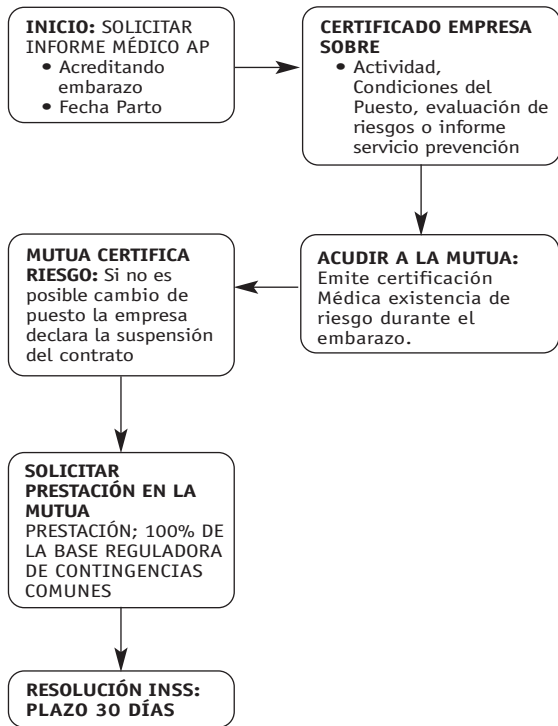 INICIO: SOLICITAR
INFORME MÉDICO AP
• Acreditando
embarazo
• Fecha Parto
CERTIFICADO EMPRESA
SOBRE
• Actividad,
Condiciones del
Puesto, evaluación de
riesgos o informe
servicio prevención
ACUDIR A LA MUTUA:
Emite certificación
Médica existencia de
riesgo durante el
embarazo.
MUTUA CERTIFICA
RIESGO: Si no es
posible cambio de
puesto la empresa
declara la suspensión
del contrato
SOLICITAR
PRESTACIÓN EN LA
MUTUA
PRESTACIÓN; 100% DE
LA BASE REGULADORA
DE CONTINGENCIAS
COMUNES
RESOLUCIÓN INSS:
PLAZO 30 DÍAS